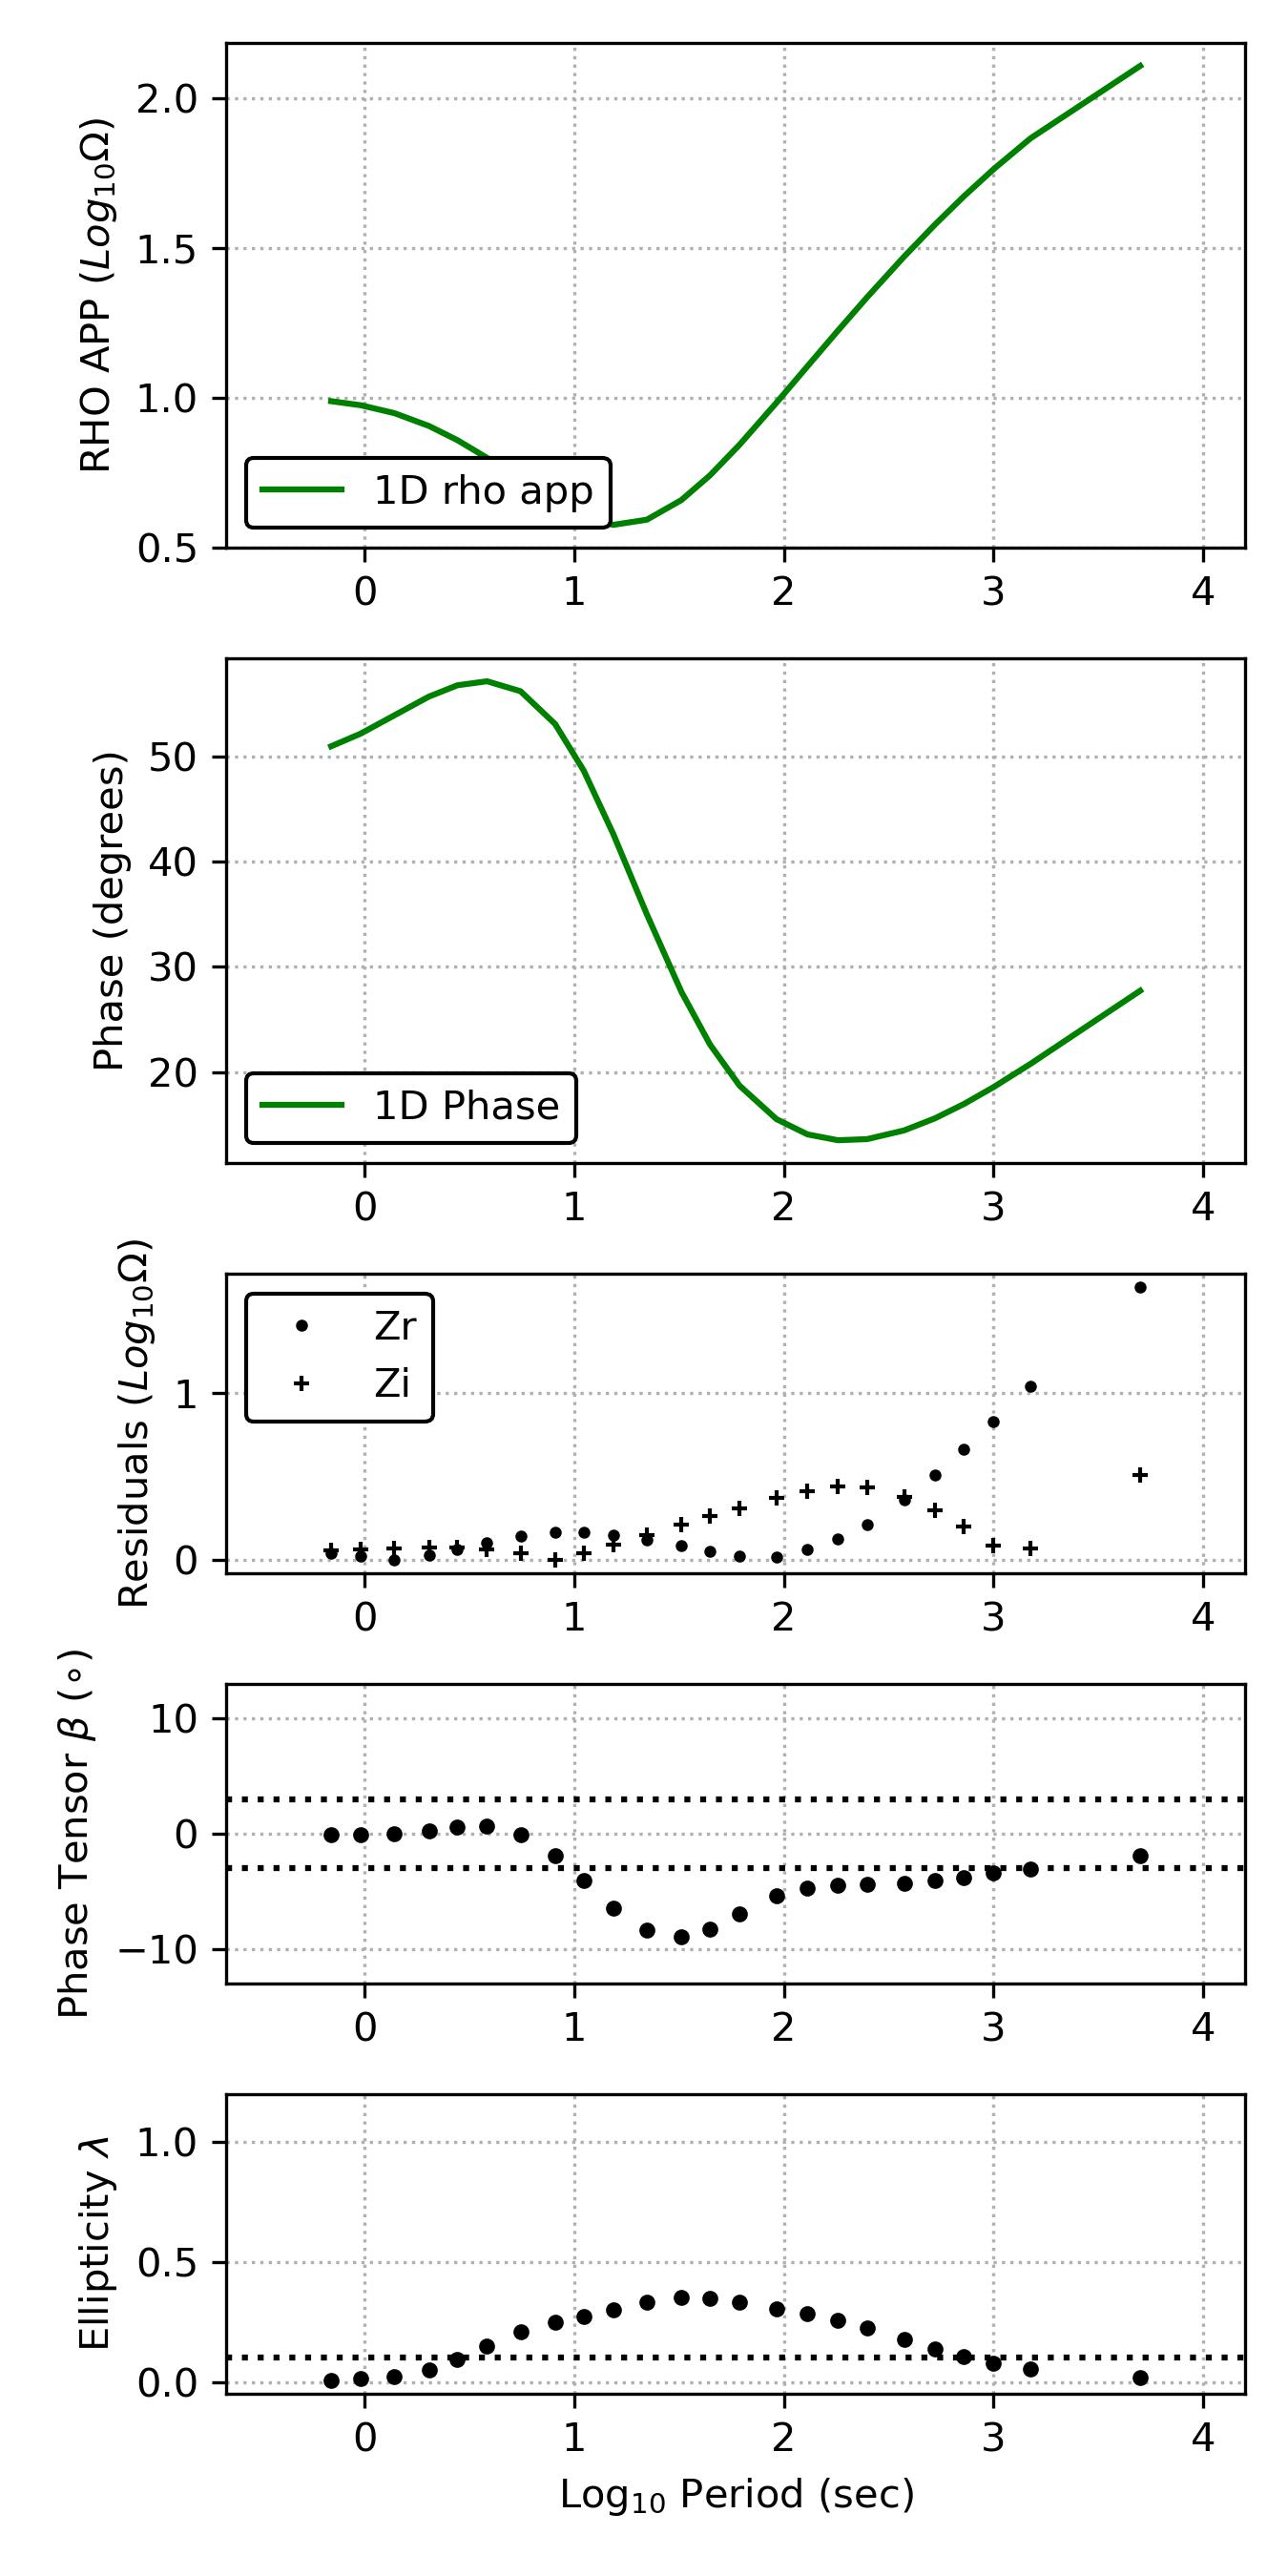 RHO APP (Log₁₀Ω)
2.0
1.5
1.0
0.5
1D rho app
0 1 2 3 4
Phase (degrees)
50
40
30
20
1D Phase
0 1 2 3 4
Residuals (Log₁₀Ω)
Zr
Zi
1
0
0 1 2 3 4
Phase Tensor β (∘)
10
0
−10
0 1 2 3 4
Ellipticity λ
1.0
0.5
0.0
0 1 2 3 4
Log₁₀ Period (sec)